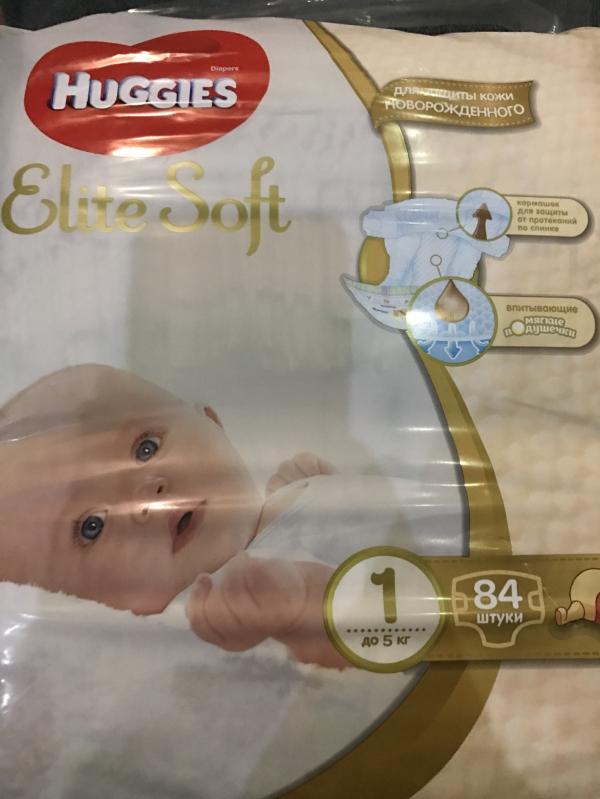 Diapers
HUGGIES
Elite Soft
ДЛЯ ЗАЩИТЫ КОЖИ
НОВОРОЖДЕННОГО
кармашек
для защиты
от протеканий
по спинке
впитывающие
мягкие
подушечки
1
до 5 кг
84
штуки